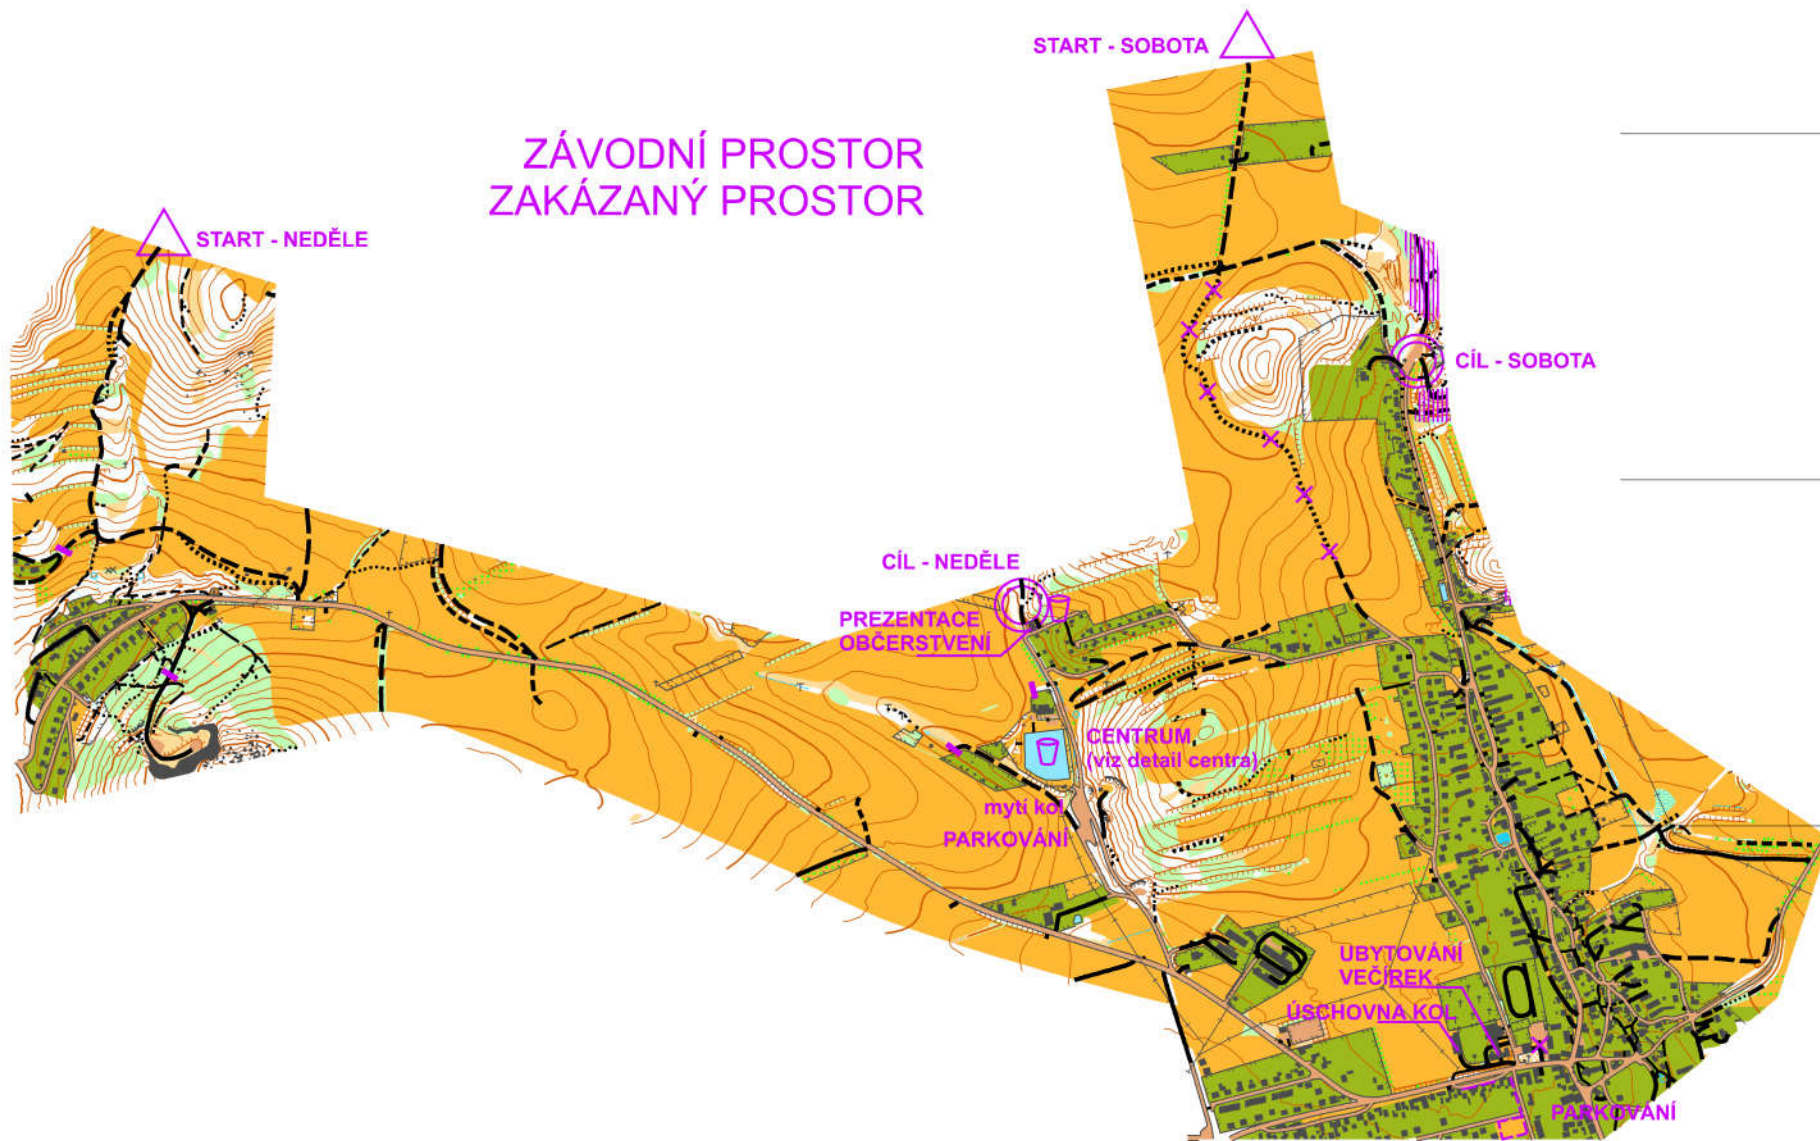 START - SOBOTA
ZÁVODNÍ PROSTOR
ZAKÁZANÝ PROSTOR
START - NEDĚLE
CÍL - SOBOTA
CÍL - NEDĚLE
PREZENTACE
OBČERSTVENÍ
CENTRUM
(viz detail centra)
mytí kol
PARKOVÁNÍ
UBYTOVÁNÍ
VEČÍREK
ÚSCHOVNA KOL
PARKOVÁNÍ